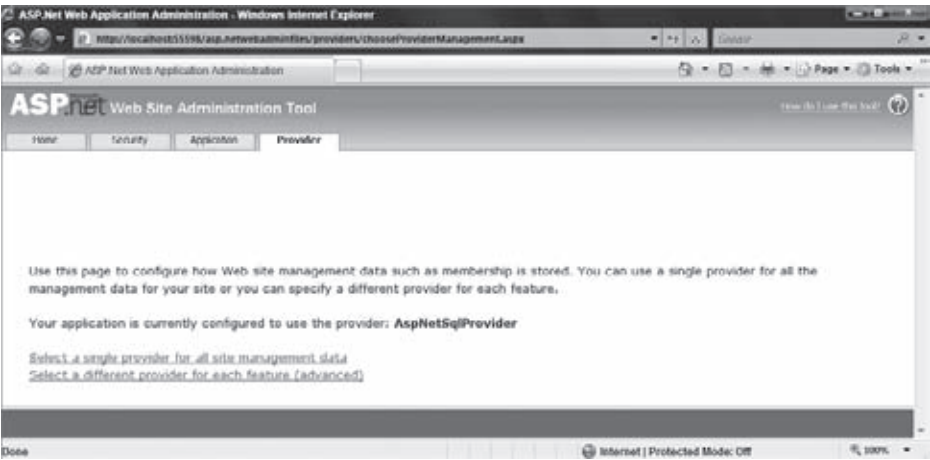 ASP.Net Web Application Administration - Windows Internet Explorer
http://localhost:55598/asp.netwebadminfiles/providers/chooseProviderManagement.aspx
Google
ASP.Net Web Application Administration
Page
Tools
ASP.net Web Site Administration Tool
How do I use this tool?
Home
Security
Application
Provider
Use this page to configure how Web site management data such as membership is stored. You can use a single provider for all the
management data for your site or you can specify a different provider for each feature.
Your application is currently configured to use the provider: AspNetSqlProvider
Select a single provider for all site management data
Select a different provider for each feature (advanced)
Done
Internet | Protected Mode: Off
100%